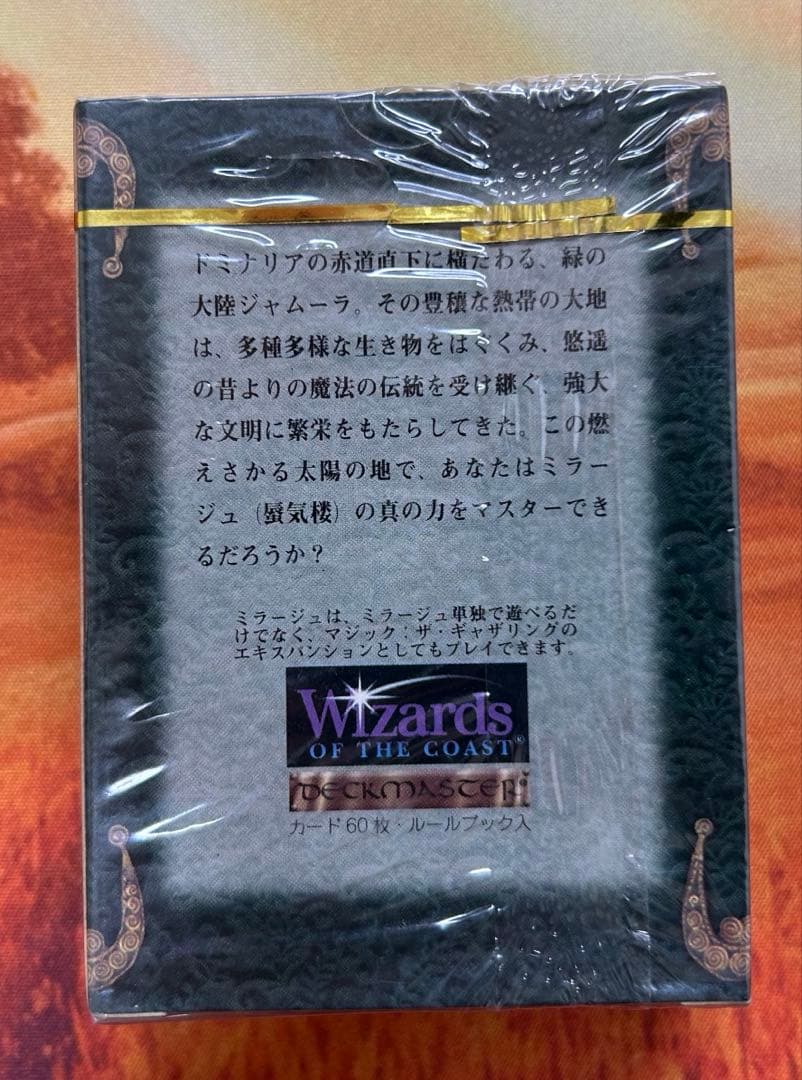 ドミナリアの赤道直下に横たわる、緑の
大陸ジャムーラ。その豊穣な熱帯の大地
は、多種多様な生き物をはぐくみ、悠遥
の昔よりの魔法の伝統を受け継ぐ、強大
な文明に繁栄をもたらしてきた。この燃
えさかる太陽の地で、あなたはミラー
ジュ（蜃気楼）の真の力をマスターでき
るだろうか？
ミラージュは、ミラージュ単独で遊べるだ
けでなく、マジック：ザ・ギャザリングの
エキスパンションとしてもプレイできます。
Wizards
OF THE COAST®
DECKMASTER
カード60枚・ルールブック入